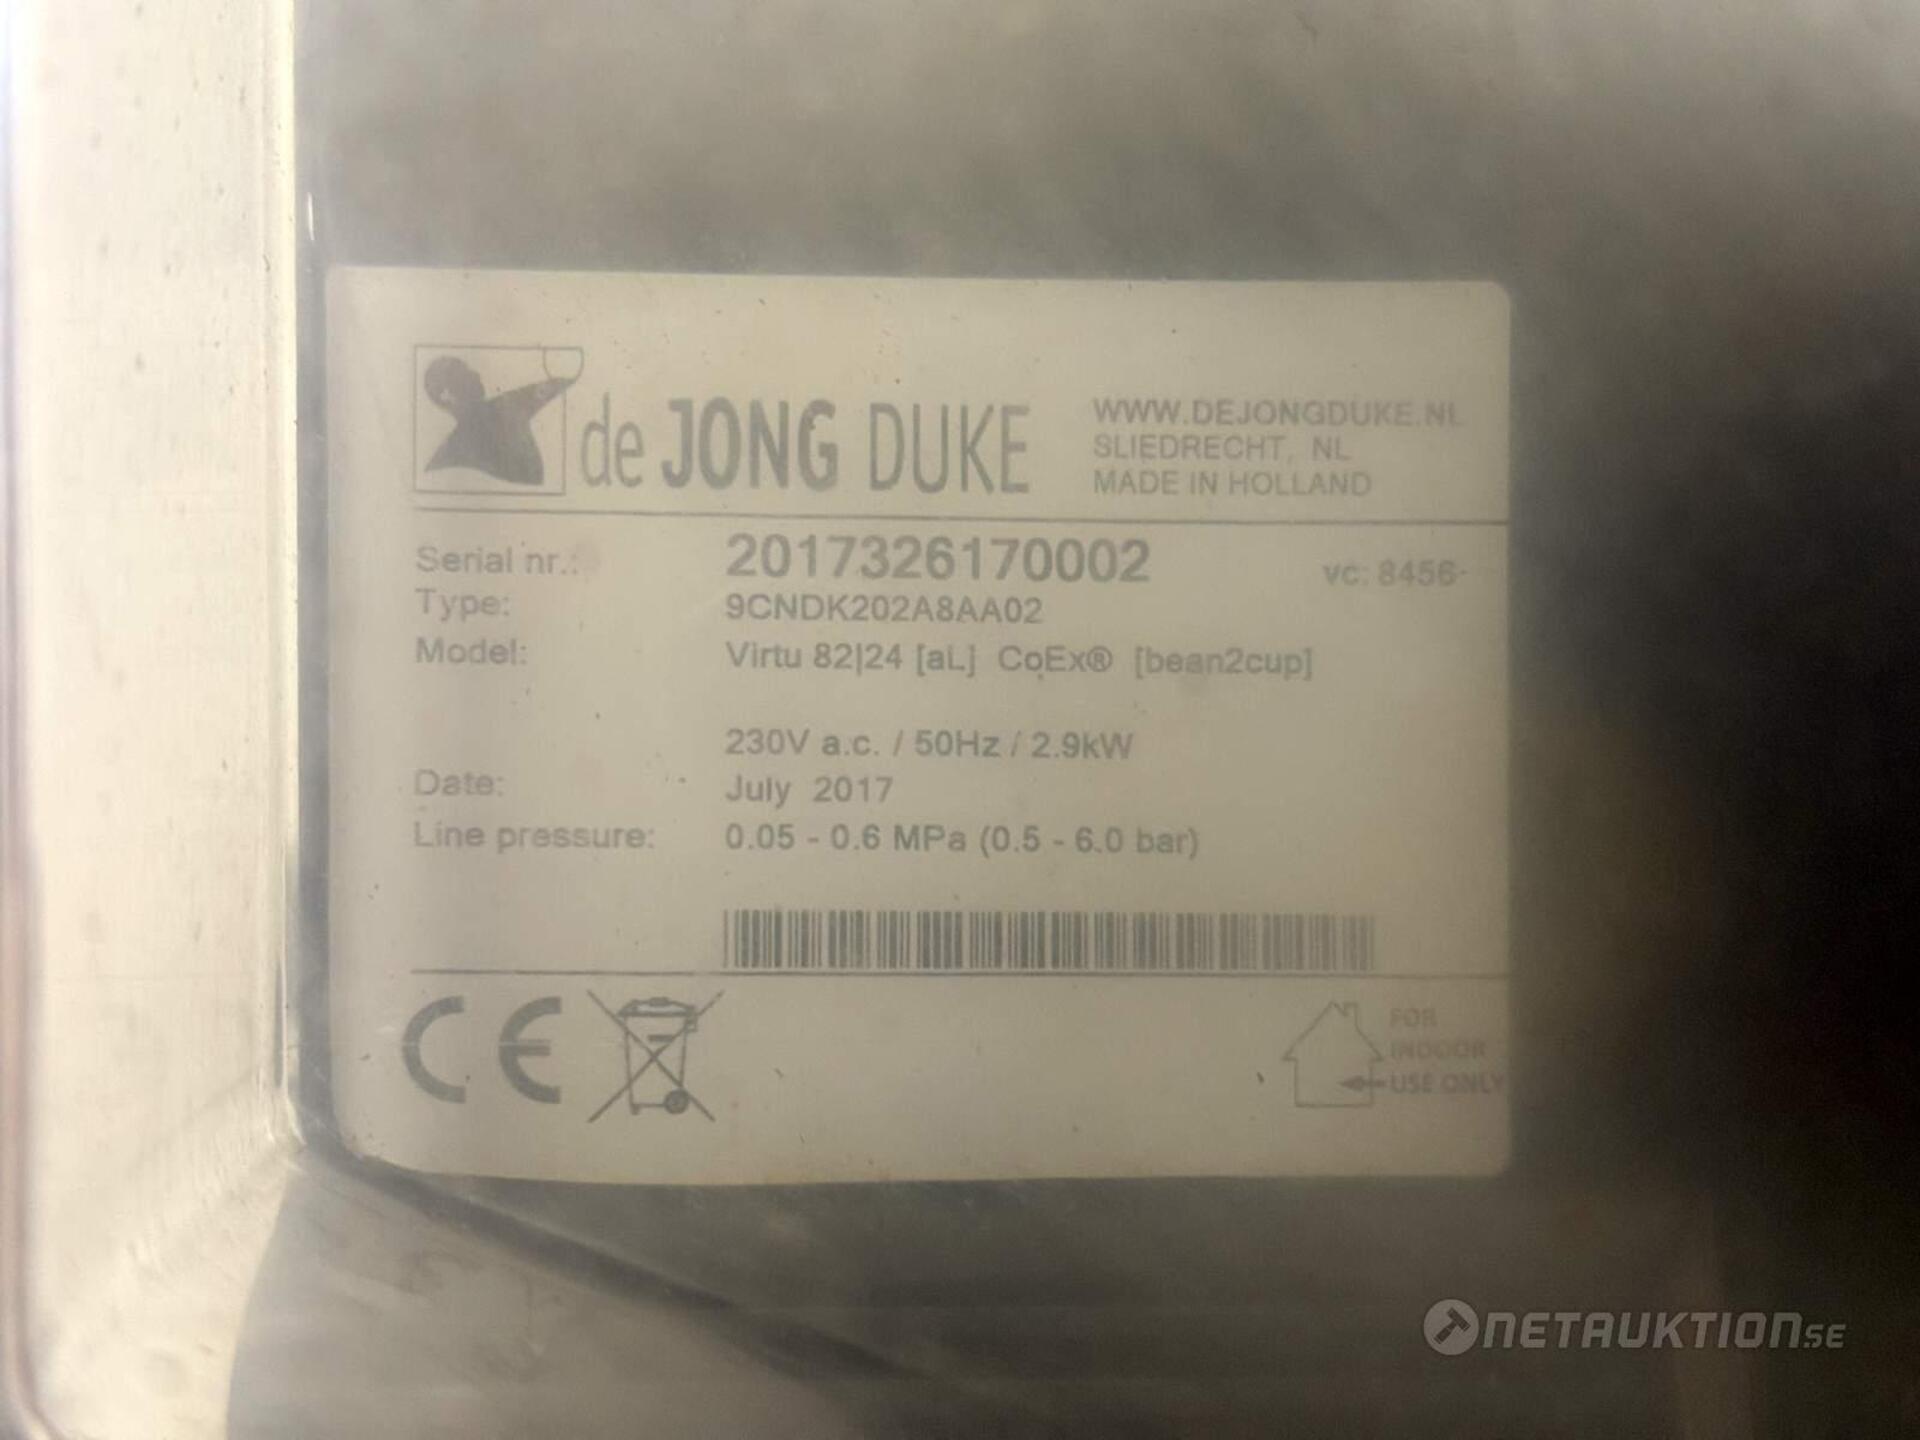 de JONG DUKE
WWW.DEJONGDUKE.NL
SLIEDRECHT, NL
MADE IN HOLLAND
Serial nr.: 2017326170002 vc: 8456-
Type: 9CNDK202A8AA02
Model: Virtu 82|24 [aL] CoEx® [bean2cup]
230V a.c. / 50Hz / 2.9kW
Date: July 2017
Line pressure: 0.05 - 0.6 MPa (0.5 - 6.0 bar)
CE
FOR
INDOOR
USE ONLY
NETAUKTION.SE